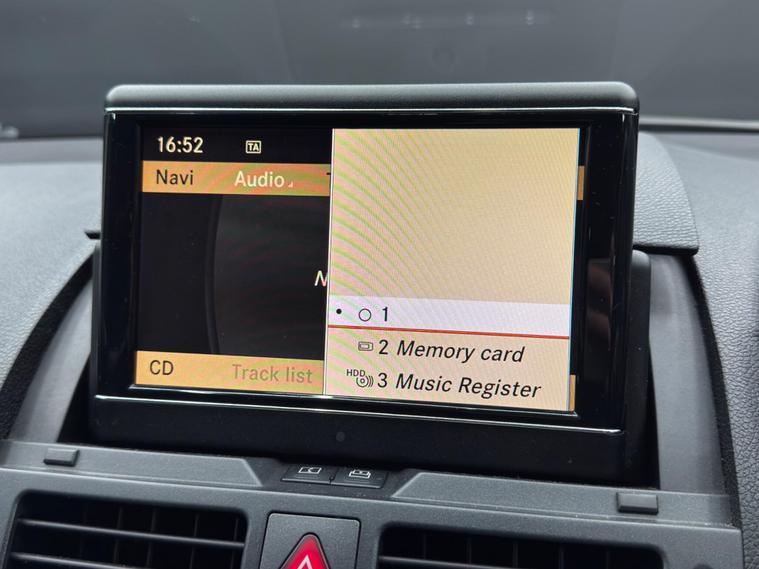 16:52 TA
Navi Audio
1
2 Memory card
HDD 3 Music Register
CD Track list